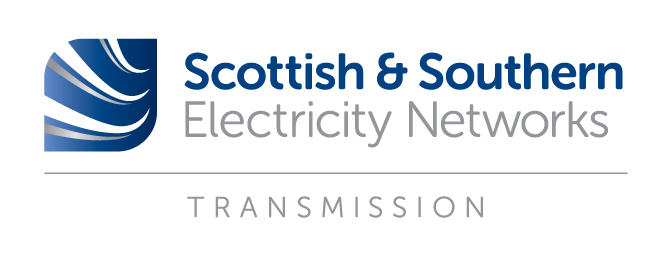 Scottish & Southern
Electricity Networks
TRANSMISSION